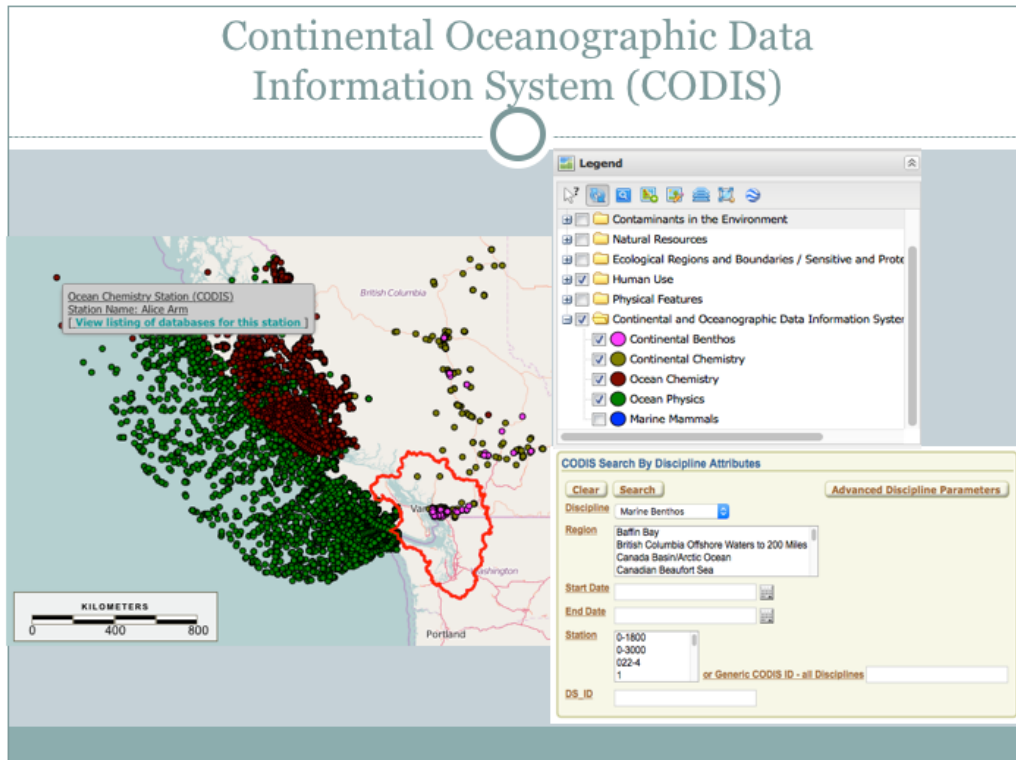 Continental Oceanographic Data
Information System (CODIS)
Legend
Contaminants in the Environment
Natural Resources
Ecological Regions and Boundaries / Sensitive and Prote
Human Use
Physical Features
Continental and Oceanographic Data Information System
Continental Benthos
Continental Chemistry
Ocean Chemistry
Ocean Physics
Marine Mammals
British Columbia
Ocean Chemistry Station (CODIS)
Station Name: Alice Arm
[ View listing of databases for this station ]
Van
Washington
Portland
KILOMETERS
0 400 800
CODIS Search By Discipline Attributes
Clear Search Advanced Discipline Parameters
Discipline Marine Benthos
Region Baffin Bay
British Columbia Offshore Waters to 200 Miles
Canada Basin/Arctic Ocean
Canadian Beaufort Sea
Start Date
End Date
Station 0-1800
0-3000
022-4
1 or Generic CODIS ID - all Disciplines
DS_ID